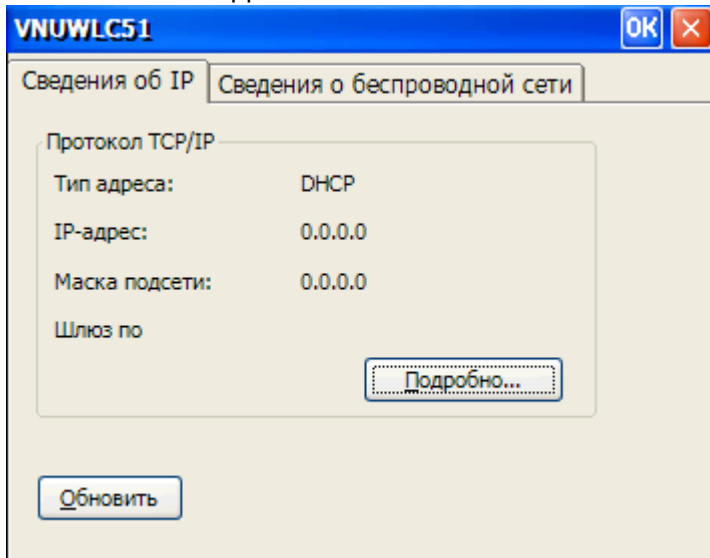 VNUWLC51
OK
Сведения об IP
Сведения о беспроводной сети
Протокол TCP/IP
Тип адреса: DHCP
IP-адрес: 0.0.0.0
Маска подсети: 0.0.0.0
Шлюз по
Подробно...
Обновить